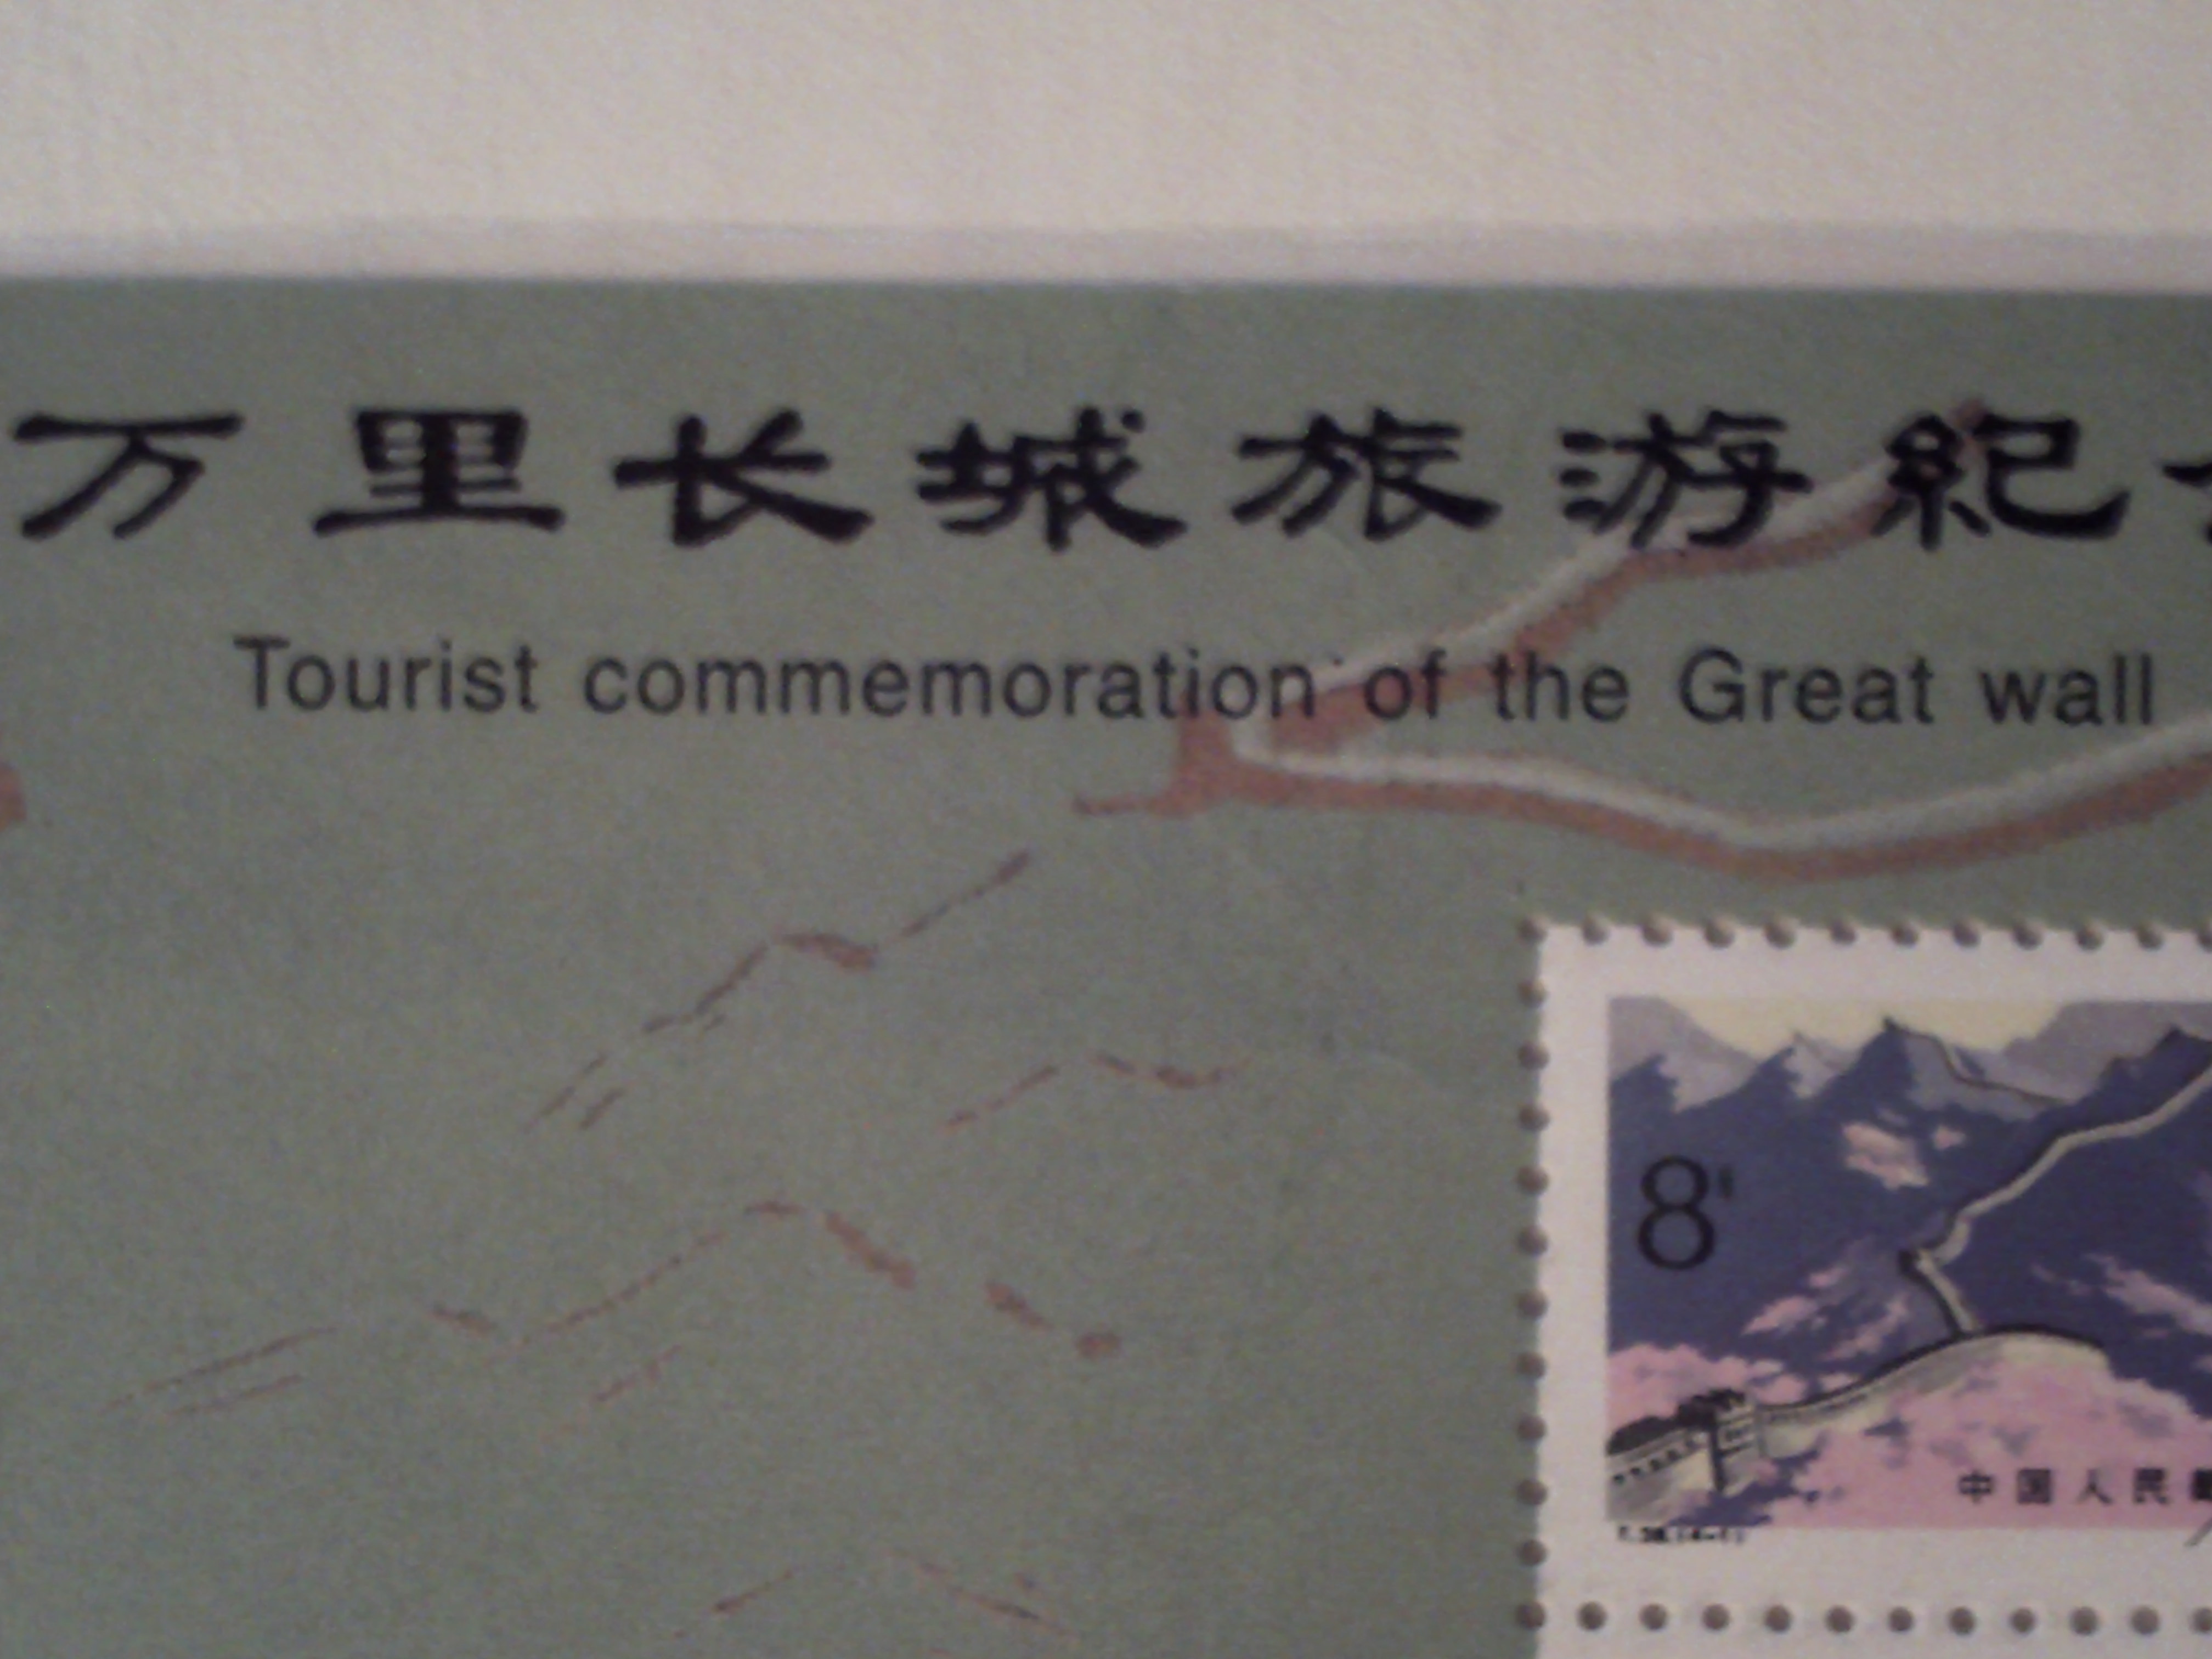 万里长城旅游紀
Tourist commemoration of the Great wall
8
中国人民